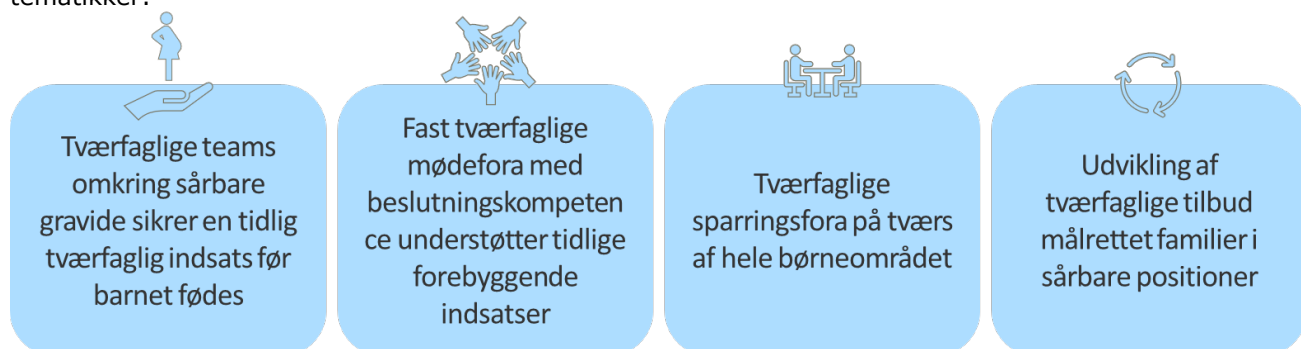 tematikker:
Tværfaglige teams
omkring sårbare
gravide sikrer en tidlig
tværfaglig indsats før
barnet fødes
Fast tværfaglige
mødefora med
beslutningskompeten
ce understøtter tidlige
forebyggende
indsatser
Tværfaglige
sparringsfora på tværs
af hele børneområdet
Udvikling af
tværfaglige tilbud
målrettet familier i
sårbare positioner